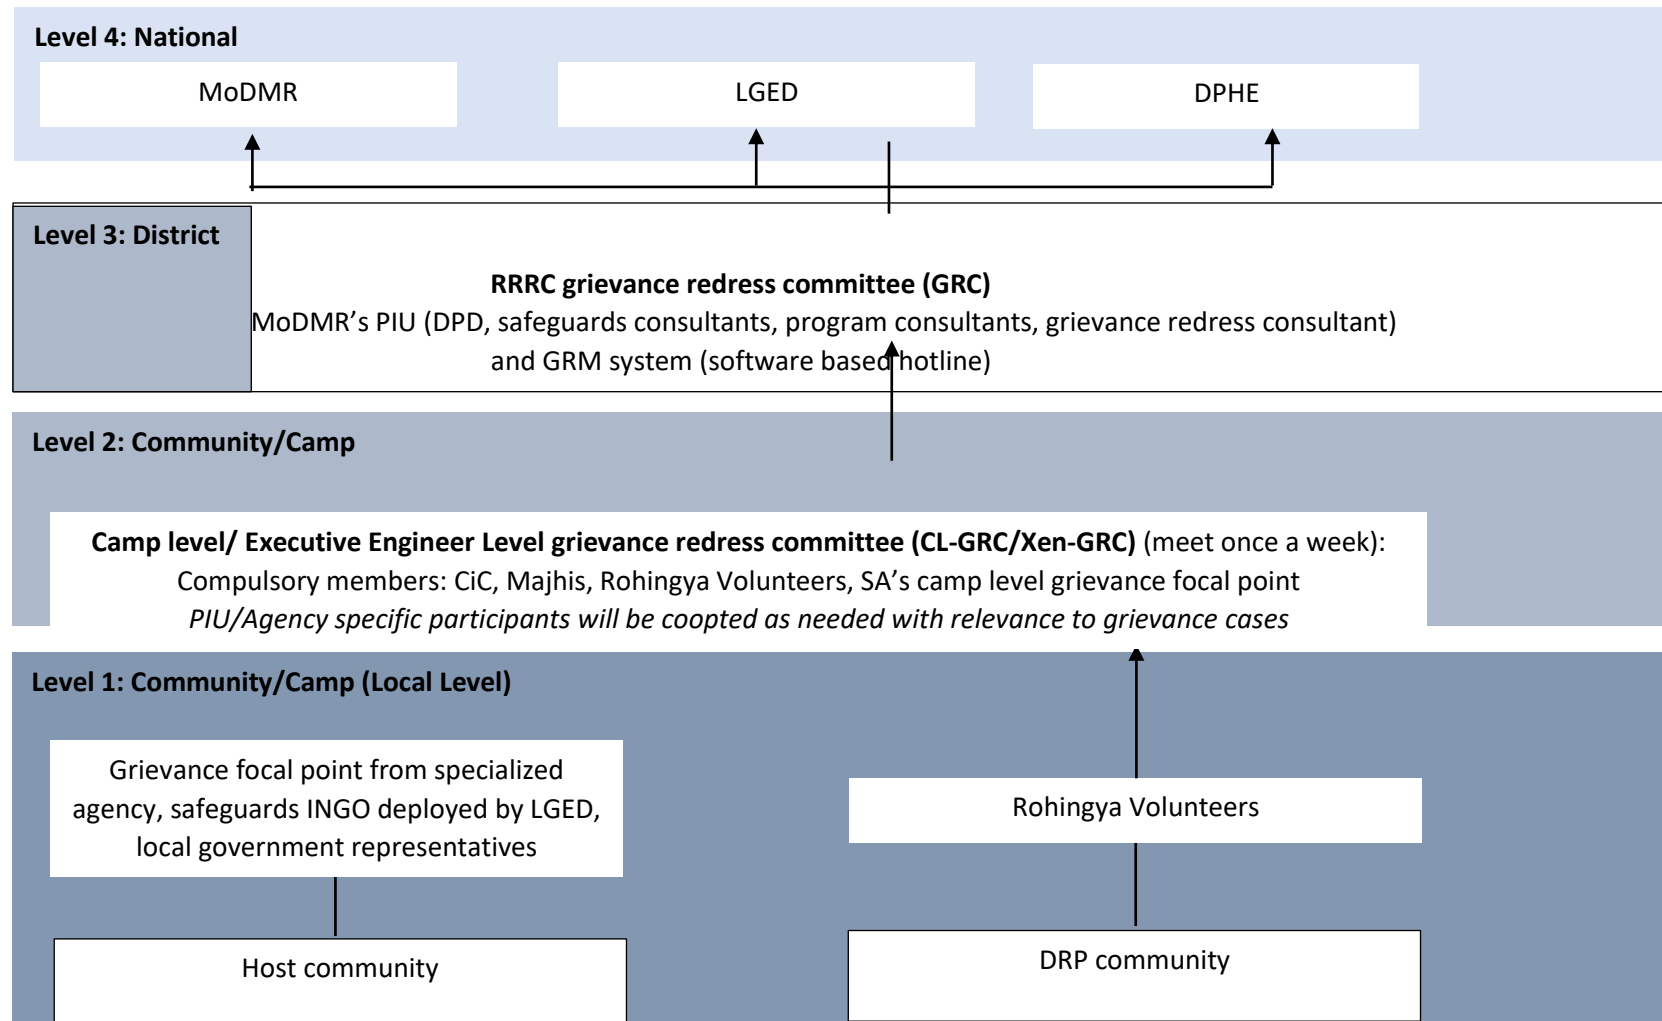 Level 4: National
MoDMR
LGED
DPHE
Level 3: District
RRRC grievance redress committee (GRC)
MoDMR’s PIU (DPD, safeguards consultants, program consultants, grievance redress consultant)
and GRM system (software based hotline)
Level 2: Community/Camp
Camp level/ Executive Engineer Level grievance redress committee (CL-GRC/Xen-GRC) (meet once a week):
Compulsory members: CiC, Majhis, Rohingya Volunteers, SA’s camp level grievance focal point
PIU/Agency specific participants will be coopted as needed with relevance to grievance cases
Level 1: Community/Camp (Local Level)
Grievance focal point from specialized
agency, safeguards INGO deployed by LGED,
local government representatives
Rohingya Volunteers
Host community
DRP community